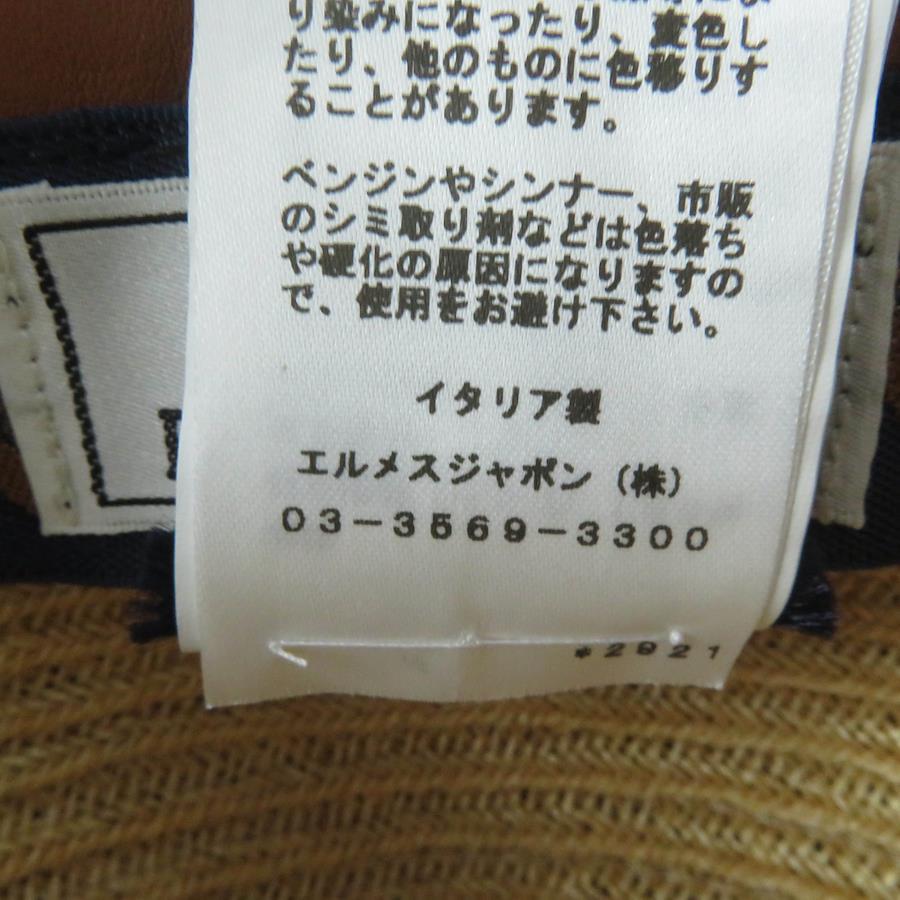 り染みになったり、変色し
たり、他のものに色移りす
ることがあります。
ベンジンやシンナー、市販
のシミ取り剤などは色落ち
や硬化の原因になりますの
で、使用をお避け下さい。
イタリア製
エルメスジャポン（株）
０３－３５６９－３３００
*2921